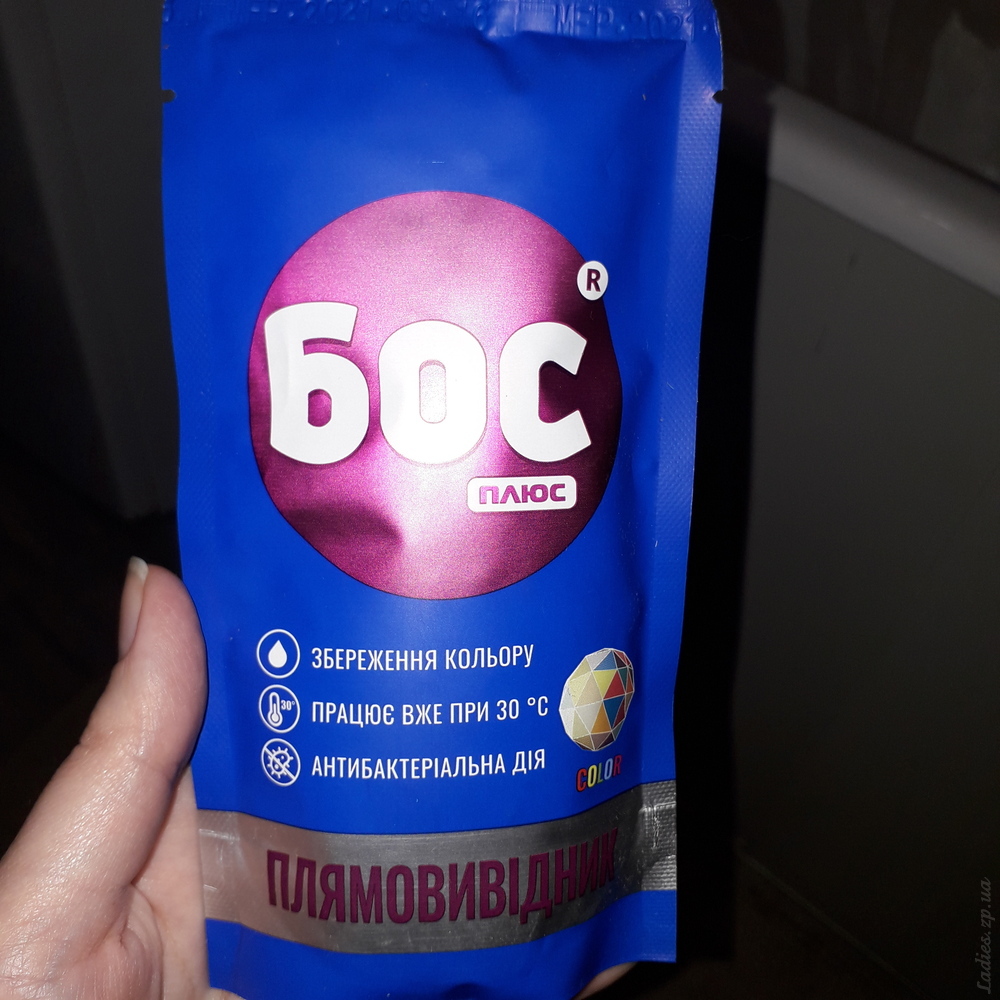 БОС
®
ПЛЮС
ЗБЕРЕЖЕННЯ КОЛЬОРУ
30°
ПРАЦЮЄ ВЖЕ ПРИ 30 °C
АНТИБАКТЕРІАЛЬНА ДІЯ
COLOR
ПЛЯМОВИВІДНИК
Ladies.zp.ua